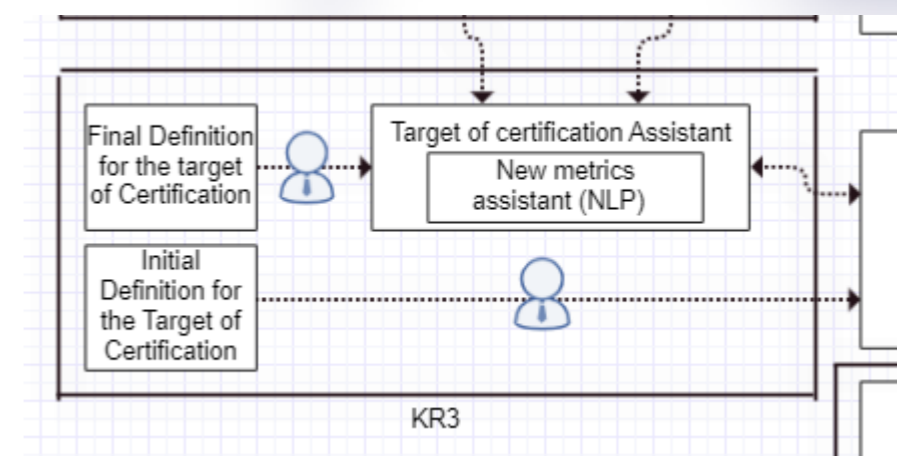 Final Definition
for the target
of Certification
Target of certification Assistant
New metrics
assistant (NLP)
Initial
Definition for
the Target of
Certification
KR3